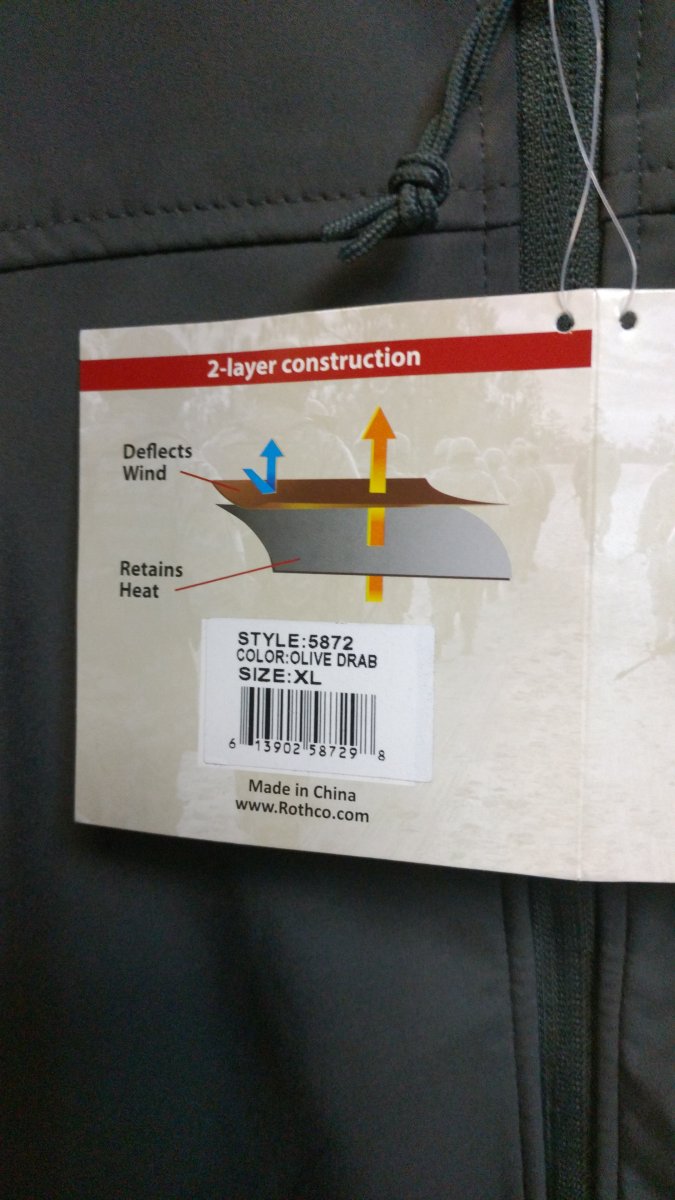 2-layer construction
Deflects
Wind
Retains
Heat
STYLE:5872
COLOR:OLIVE DRAB
SIZE:XL
6 13902 58729 8
Made in China
www.Rothco.com